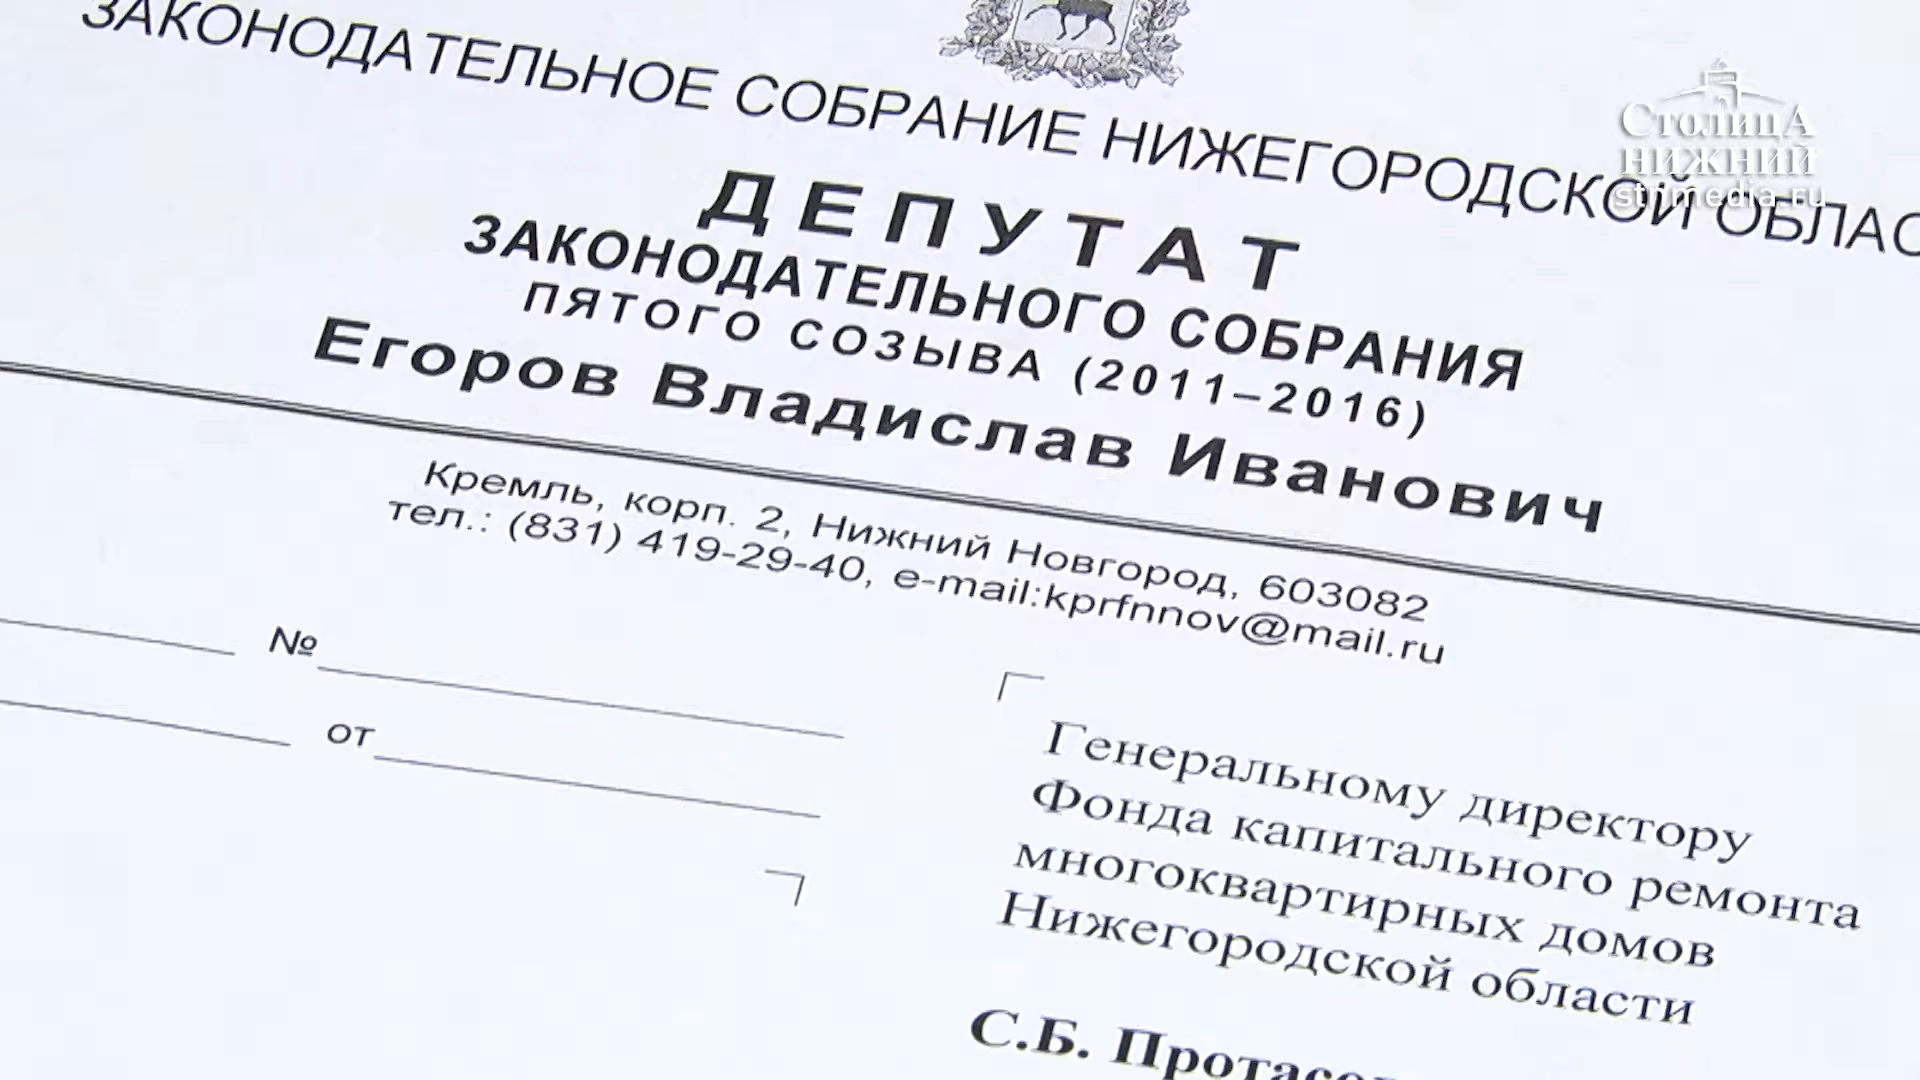 ЗАКОНОДАТЕЛЬНОЕ СОБРАНИЕ НИЖЕГОРОДСКОЙ
СтолицА
нижний
strimedia.ru
ДЕПУТАТ
ЗАКОНОДАТЕЛЬНОГО СОБРАНИЯ
ПЯТОГО СОЗЫВА (2011–2016)
Егоров Владислав Иванович
Кремль, корп. 2, Нижний Новгород, 603082
тел.: (831) 419-29-40, e-mail:kprfnnov@mail.ru
№
от
Генеральному директору
Фонда капитального ремонта
многоквартирных домов
Нижегородской области
С.Б.